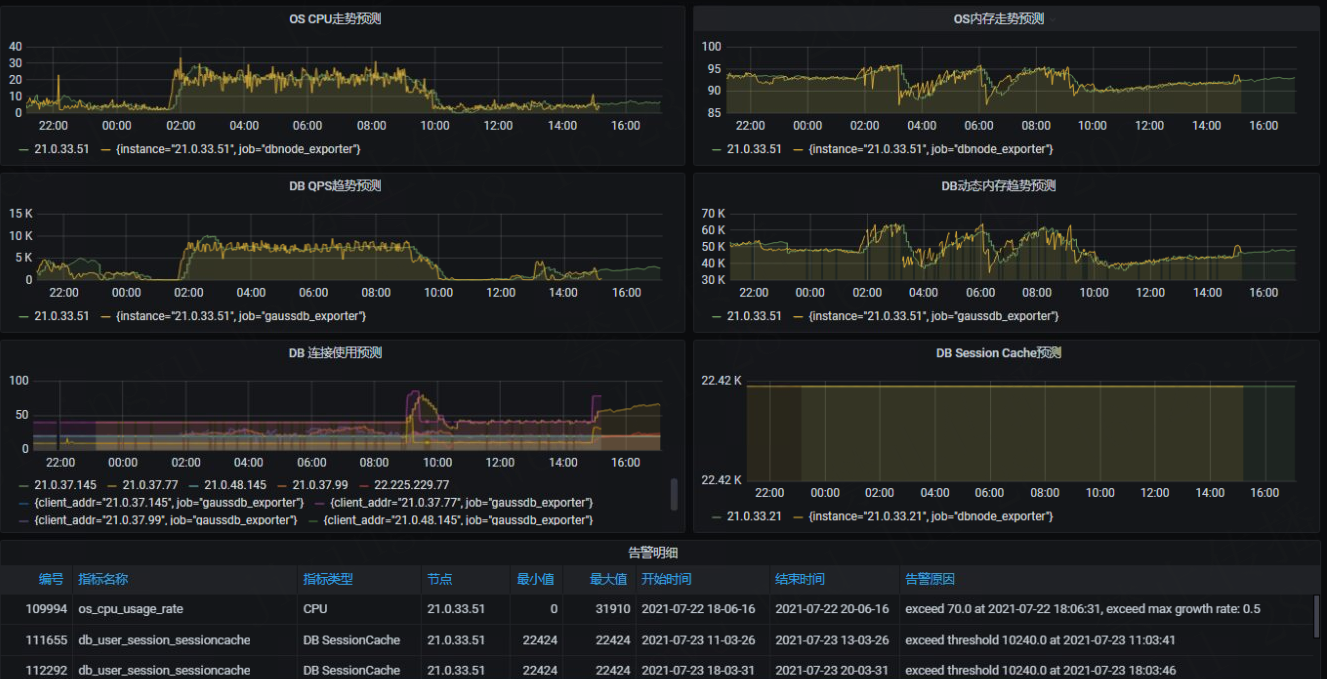 OS CPU走势预测
40
30
20
10
0
22:00 00:00 02:00 04:00 06:00 08:00 10:00 12:00 14:00 16:00
21.0.33.51 {instance="21.0.33.51", job="dbnode_exporter"}
OS内存走势预测
100
95
90
85
22:00 00:00 02:00 04:00 06:00 08:00 10:00 12:00 14:00 16:00
21.0.33.51 {instance="21.0.33.51", job="dbnode_exporter"}
DB QPS趋势预测
15 K
10 K
5 K
0
22:00 00:00 02:00 04:00 06:00 08:00 10:00 12:00 14:00 16:00
21.0.33.51 {instance="21.0.33.51", job="gaussdb_exporter"}
DB动态内存趋势预测
70 K
60 K
50 K
40 K
30 K
22:00 00:00 02:00 04:00 06:00 08:00 10:00 12:00 14:00 16:00
21.0.33.51 {instance="21.0.33.51", job="gaussdb_exporter"}
DB 连接使用预测
100
50
0
22:00 00:00 02:00 04:00 06:00 08:00 10:00 12:00 14:00 16:00
21.0.37.145 21.0.37.77 21.0.48.145 21.0.37.99 22.225.229.77
{client_addr="21.0.37.145", job="gaussdb_exporter"} {client_addr="21.0.37.77", job="gaussdb_exporter"}
{client_addr="21.0.37.99", job="gaussdb_exporter"} {client_addr="21.0.48.145", job="gaussdb_exporter"}
DB Session Cache预测
22.42 K
22.42 K
22:00 00:00 02:00 04:00 06:00 08:00 10:00 12:00 14:00 16:00
21.0.33.21 {instance="21.0.33.21", job="dbnode_exporter"}
告警明细
编号 指标名称 指标类型 节点 最小值 最大值 开始时间 结束时间 告警原因
109994 os_cpu_usage_rate CPU 21.0.33.51 0 31910 2021-07-22 18-06-16 2021-07-22 20-06-16 exceed 70.0 at 2021-07-22 18:06:31, exceed max growth rate: 0.5
111655 db_user_session_sessioncache DB SessionCache 21.0.33.51 22424 22424 2021-07-23 11-03-26 2021-07-23 13-03-26 exceed threshold 10240.0 at 2021-07-23 11:03:41
112292 db_user_session_sessioncache DB SessionCache 21.0.33.51 22424 22424 2021-07-23 18-03-31 2021-07-23 20-03-31 exceed threshold 10240.0 at 2021-07-23 18:03:46